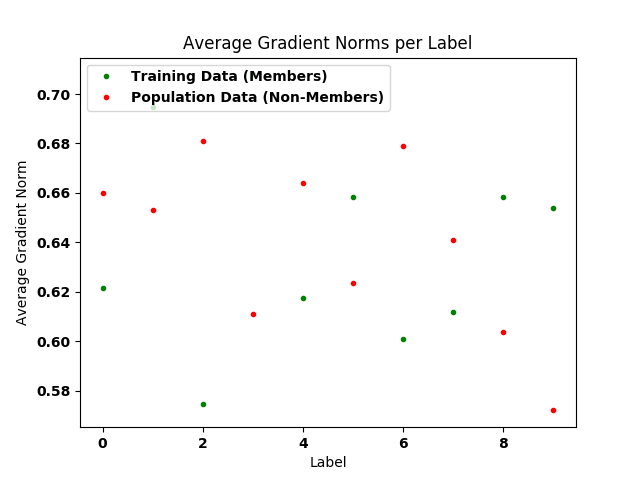 Average Gradient Norms per Label
Training Data (Members)
Population Data (Non-Members)
0.70
0.68
0.66
0.64
0.62
0.60
0.58
Average Gradient Norm
0 2 4 6 8
Label